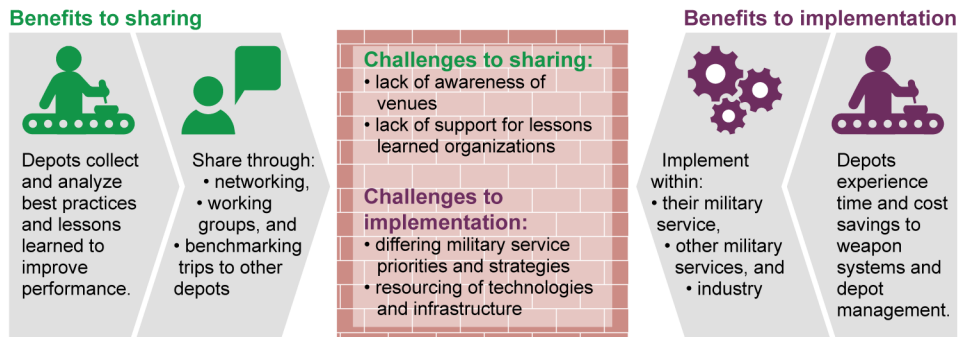 Benefits to sharing
Depots collect
and analyze
best practices
and lessons
learned to
improve
performance.
Share through:
• networking,
• working
groups, and
• benchmarking
trips to other
depots
Challenges to sharing:
• lack of awareness of
venues
• lack of support for lessons
learned organizations
Challenges to
implementation:
• differing military service
priorities and strategies
• resourcing of technologies
and infrastructure
Benefits to implementation
Implement
within:
• their military
service,
• other military
services, and
• industry
Depots
experience
time and cost
savings to
weapon
systems and
depot
management.